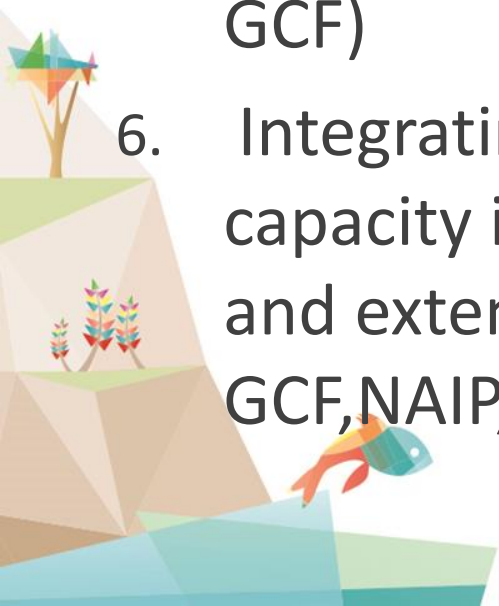 GCF)
6. Integratin
capacity i
and exter
GCF,NAIP,